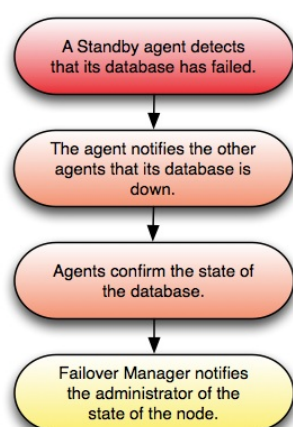 A Standby agent detects
that its database has failed.
The agent notifies the other
agents that its database is
down.
Agents confirm the state of
the database.
Failover Manager notifies
the administrator of the
state of the node.